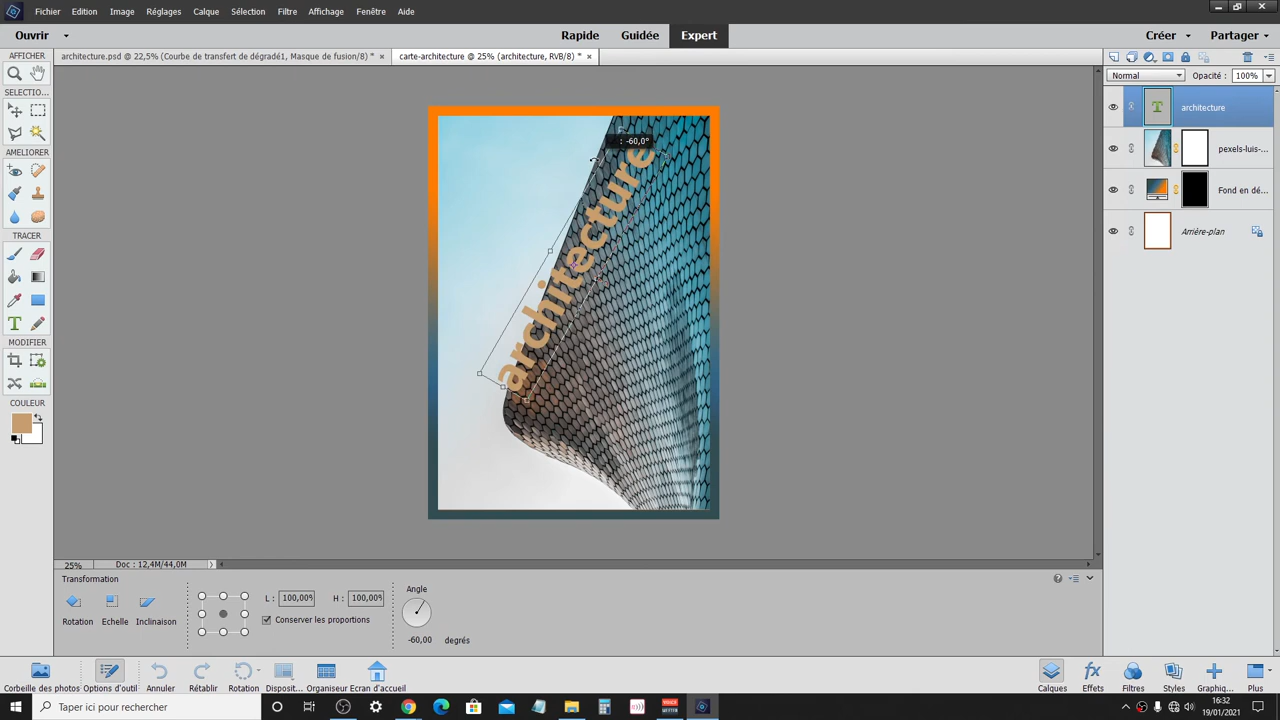 Fichier Edition Image Réglages Calque Sélection Filtre Affichage Fenêtre Aide
Ouvrir Rapide Guidée Expert Créer Partager
AFFICHER
architecture.psd @ 22,5% (Courbe de transfert de dégradé1, Masque de fusion/8) * ×
carte-architecture @ 25% (architecture, RVB/8) * ×
Normal Opacité : 100%
SELECTIO...
AMELIORER
TRACER
MODIFIER
COULEUR
: -60,0°
architecture
T architecture
pexels-luis-...
Fond en dé...
Arrière-plan
25% Doc : 12,4M/44,0M
Transformation
Rotation Echelle Inclinaison
L : 100,00% H : 100,00%
Conserver les proportions
Angle
-60,00 degrés
Corbeille des photos Options d'outil Annuler Rétablir Rotation Disposit... Organiseur Ecran d'accueil Calques Effets Filtres Styles Graphiq... Plus
Taper ici pour rechercher
16:32
19/01/2021